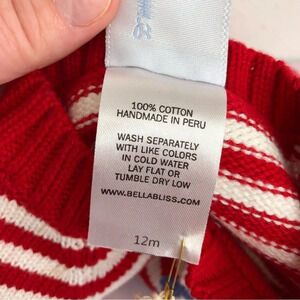 100% COTTON
HANDMADE IN PERU
WASH SEPARATELY
WITH LIKE COLORS
IN COLD WATER
LAY FLAT OR
TUMBLE DRY LOW
WWW.BELLABLISS.COM
12m